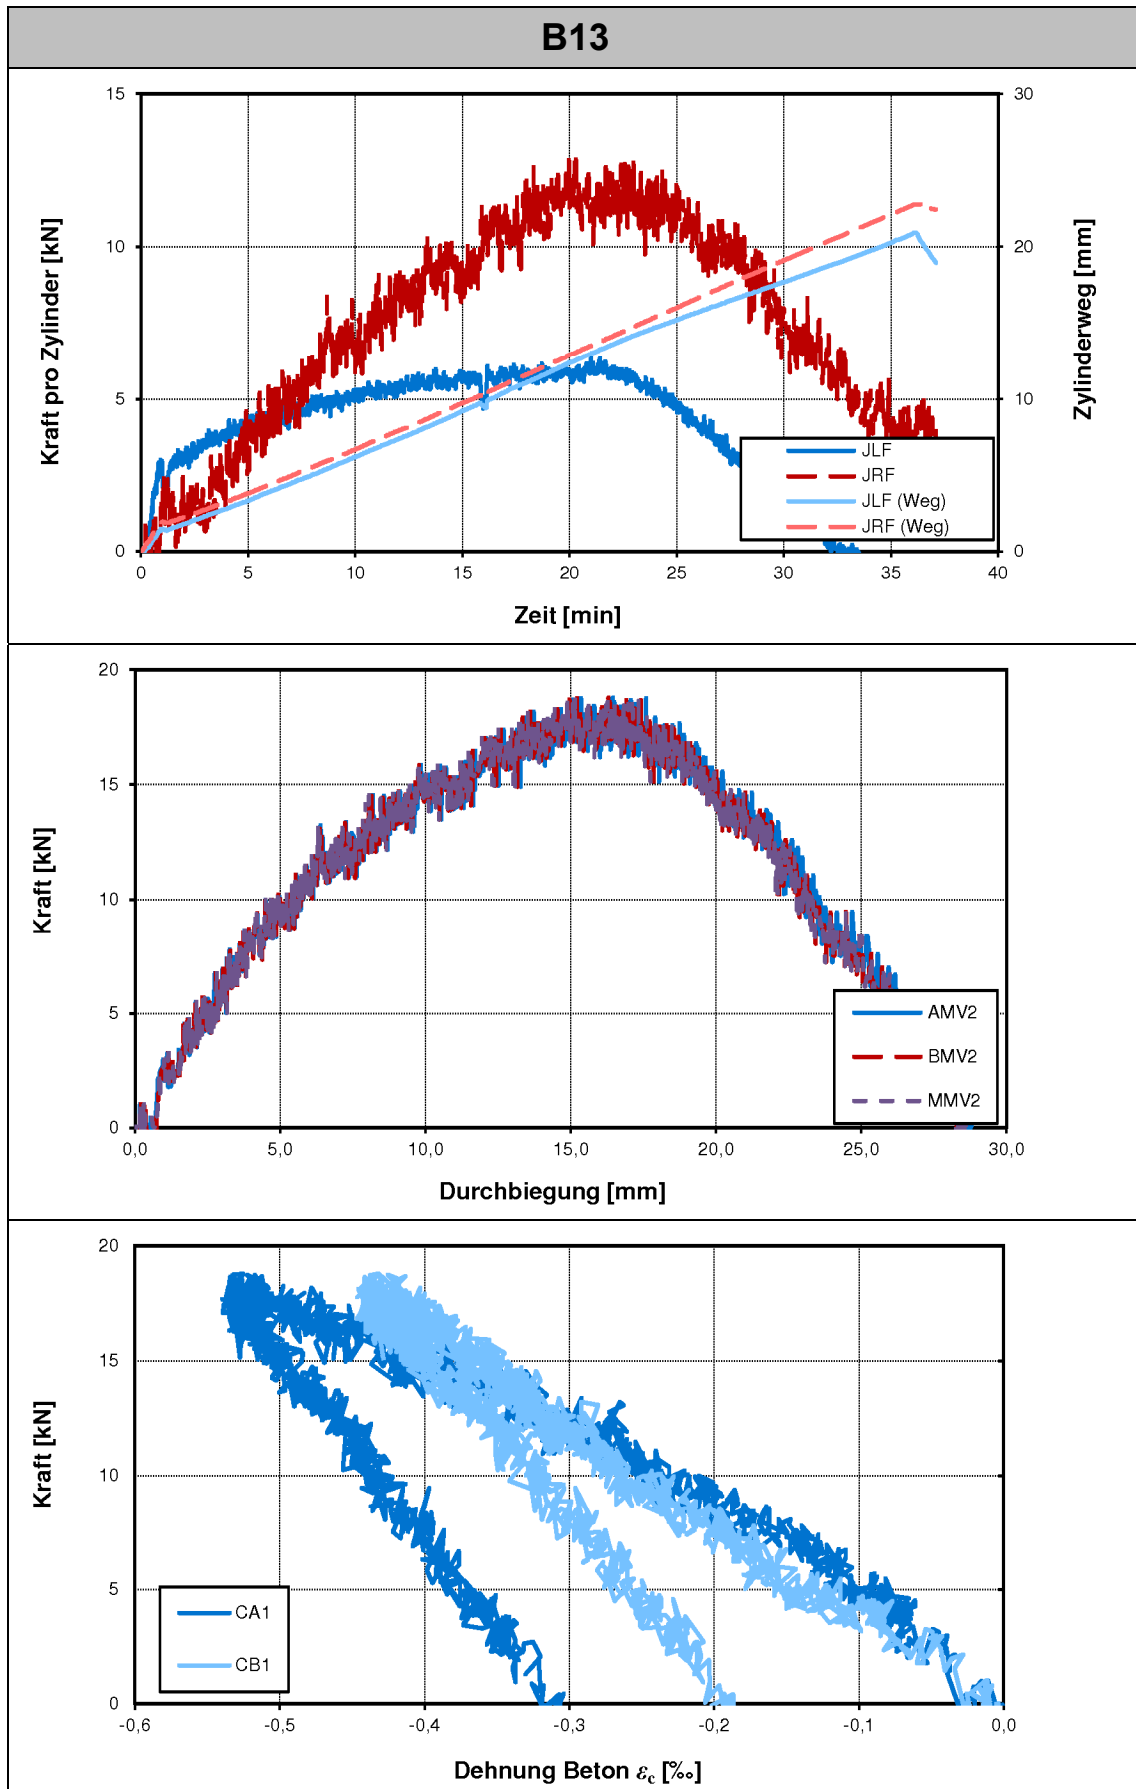 B13
15 30
10 20
5 10
0 0
0 5 10 15 20 25 30 35 40
Kraft pro Zylinder [kN]
Zylinderweg [mm]
Zeit [min]
JLF
JRF
JLF (Weg)
JRF (Weg)
20
15
10
5
0
0,0 5,0 10,0 15,0 20,0 25,0 30,0
Kraft [kN]
Durchbiegung [mm]
AMV2
BMV2
MMV2
20
15
10
5
0
-0,6 -0,5 -0,4 -0,3 -0,2 -0,1 0,0
Kraft [kN]
Dehnung Beton εc [‰]
CA1
CB1